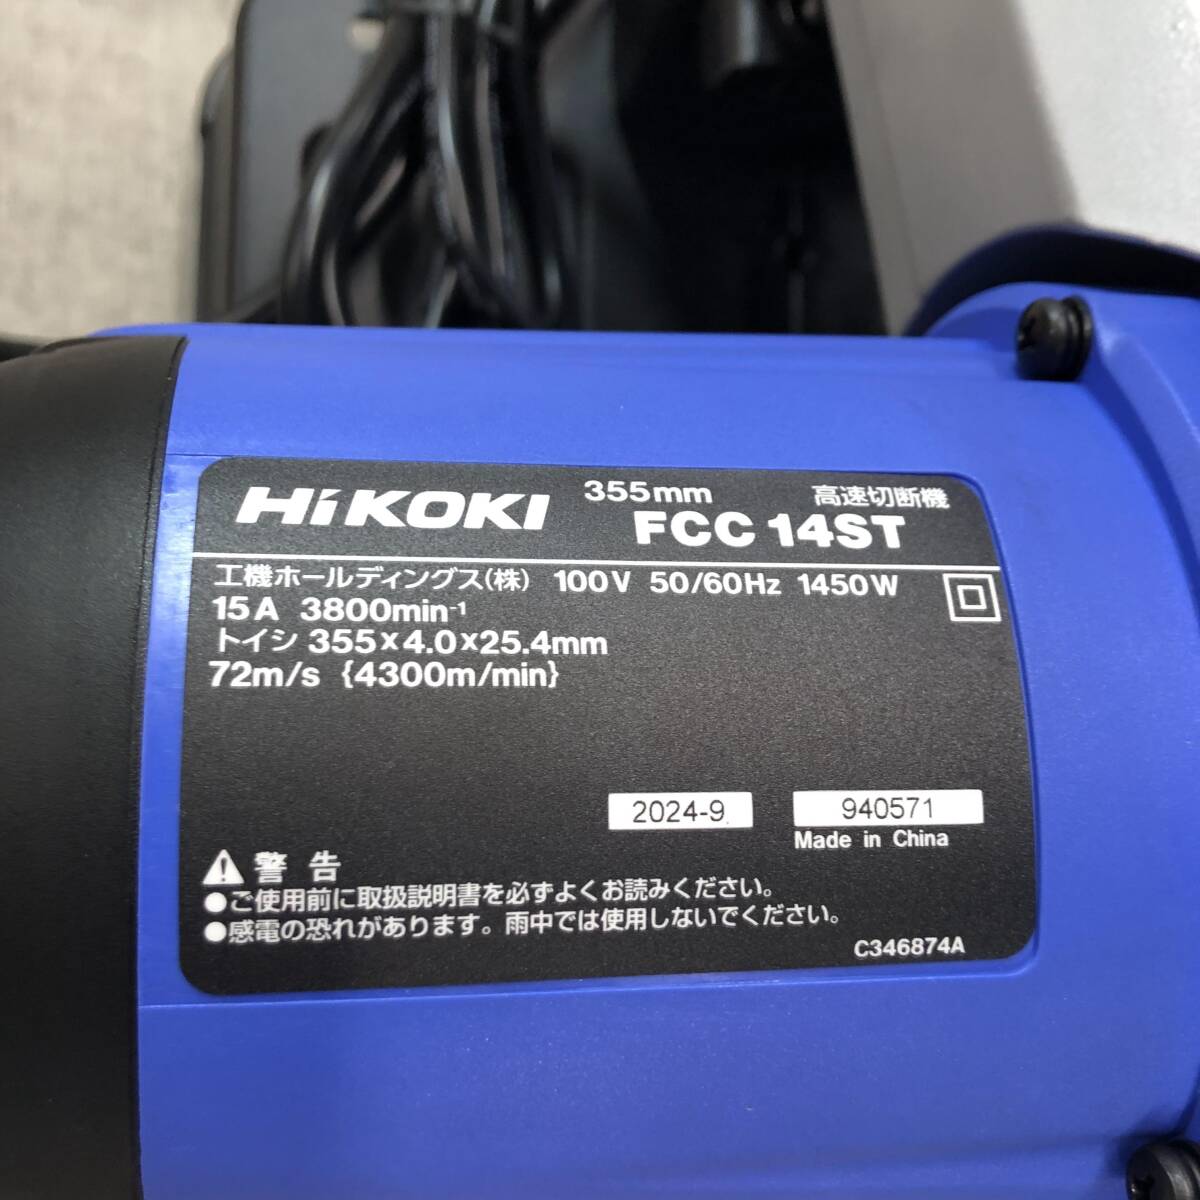 HiKOKI 355mm 高速切断機
FCC 14ST
工機ホールディングス(株) 100V 50/60Hz 1450W
15A 3800min-1
トイシ 355x4.0x25.4mm
72m/s {4300m/min}
2024-9 940571
Made in China
警告
●ご使用前に取扱説明書を必ずよくお読みください。
●感電の恐れがあります。雨中では使用しないでください。
C346874A